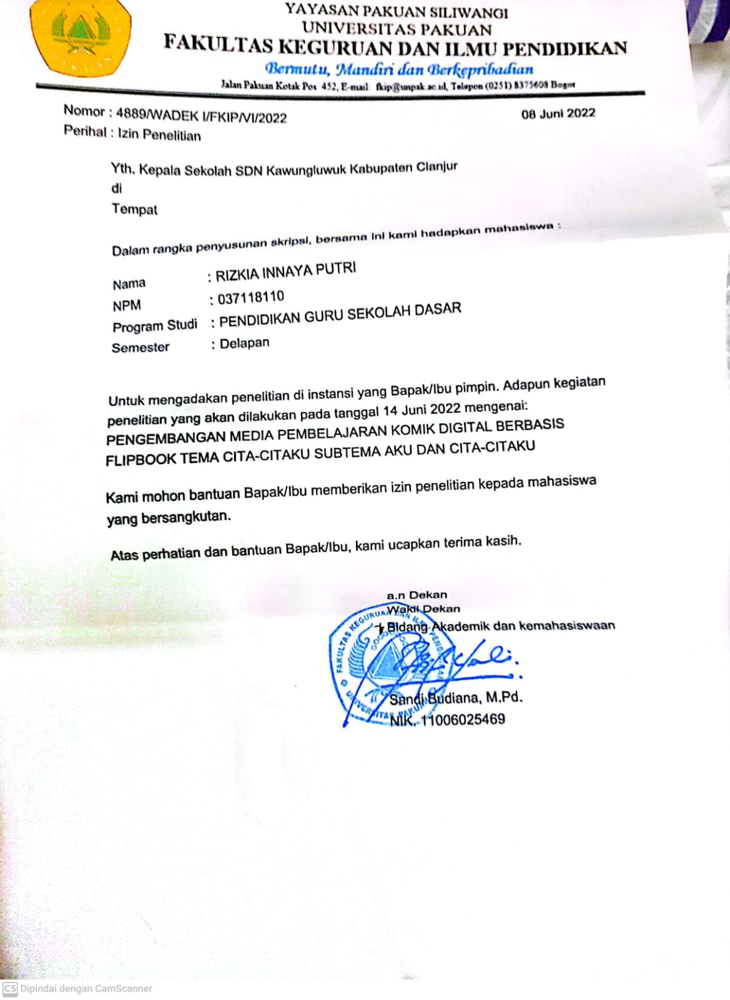 YAYASAN PAKUAN SILIWANGI
UNIVERSITAS PAKUAN
FAKULTAS KEGURUAN DAN ILMU PENDIDIKAN
Bermutu, Mandiri dan Berkepribadian
Jalan Pakuan Kotak Pos 452, E-mail: fkip@unpak.ac.id, Telepon (0251) 8375608 Bogor
Nomor : 4889/WADEK I/FKIP/VI/2022
08 Juni 2022
Perihal : Izin Penelitian
Yth. Kepala Sekolah SDN Kawungluwuk Kabupaten Cianjur
di
Tempat
Dalam rangka penyusunan skripsi, bersama ini kami hadapkan mahasiswa :
Nama : RIZKIA INNAYA PUTRI
NPM : 037118110
Program Studi : PENDIDIKAN GURU SEKOLAH DASAR
Semester : Delapan
Untuk mengadakan penelitian di instansi yang Bapak/Ibu pimpin. Adapun kegiatan
penelitian yang akan dilakukan pada tanggal 14 Juni 2022 mengenai:
PENGEMBANGAN MEDIA PEMBELAJARAN KOMIK DIGITAL BERBASIS
FLIPBOOK TEMA CITA-CITAKU SUBTEMA AKU DAN CITA-CITAKU
Kami mohon bantuan Bapak/Ibu memberikan izin penelitian kepada mahasiswa
yang bersangkutan.
Atas perhatian dan bantuan Bapak/Ibu, kami ucapkan terima kasih.
a.n Dekan
Wakil Dekan
Bidang Akademik dan kemahasiswaan
FAKULTAS KEGURUAN DAN ILMU PENDIDIKAN
UNIVERSITAS PAKUAN
Sandi Budiana, M.Pd.
NIK. 11006025469
CS Dipindai dengan CamScanner